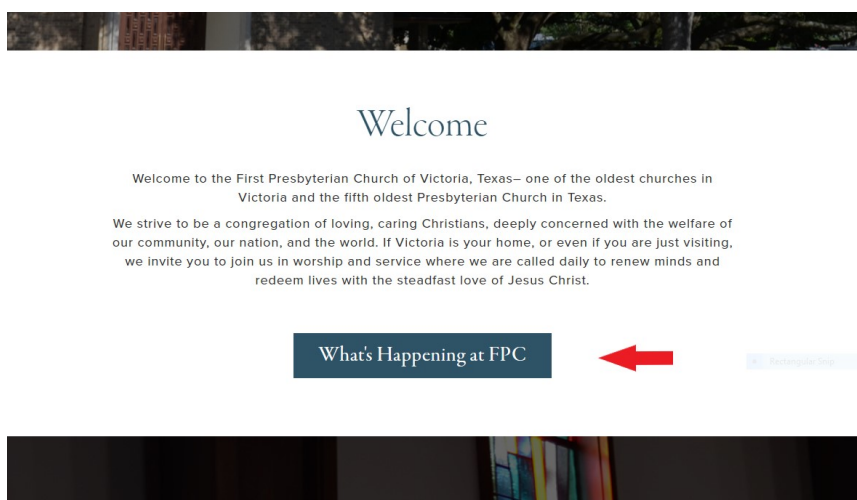 Welcome
Welcome to the First Presbyterian Church of Victoria, Texas– one of the oldest churches in
Victoria and the fifth oldest Presbyterian Church in Texas.
We strive to be a congregation of loving, caring Christians, deeply concerned with the welfare of
our community, our nation, and the world. If Victoria is your home, or even if you are just visiting,
we invite you to join us in worship and service where we are called daily to renew minds and
redeem lives with the steadfast love of Jesus Christ.
What's Happening at FPC
Rectangular Snip